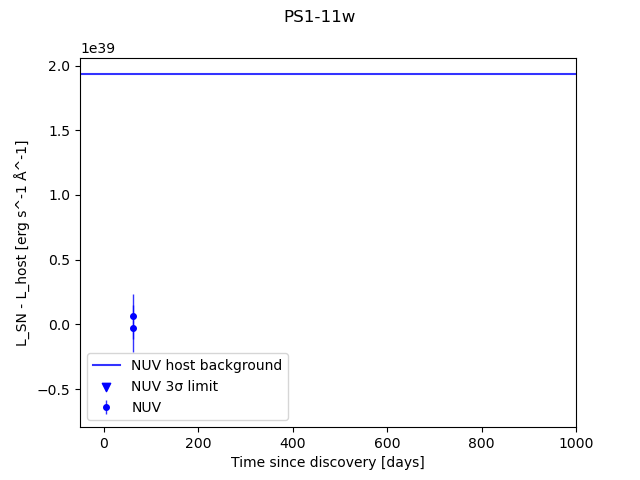 PS1-11w
1e39
2.0
1.5
1.0
0.5
0.0
−0.5
L_SN - L_host [erg s^-1 Å^-1]
NUV host background
NUV 3σ limit
NUV
0 200 400 600 800 1000
Time since discovery [days]